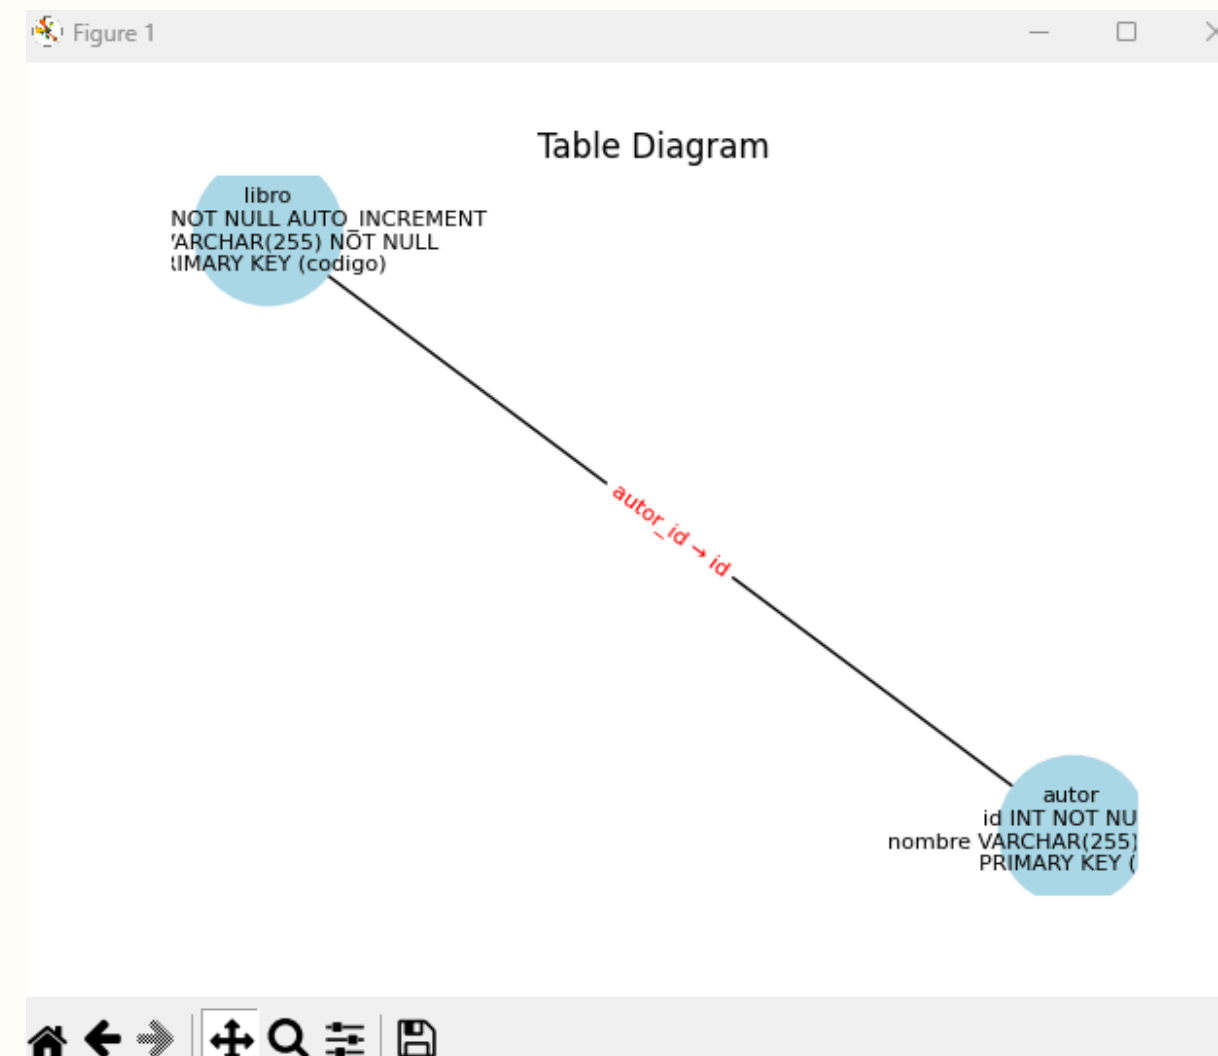 Figure 1
Table Diagram
libro
NOT NULL AUTO_INCREMENT
ARCHAR(255) NOT NULL
RIMARY KEY (codigo)
autor_id → id
autor
id INT NOT NU
nombre VARCHAR(255)
PRIMARY KEY (